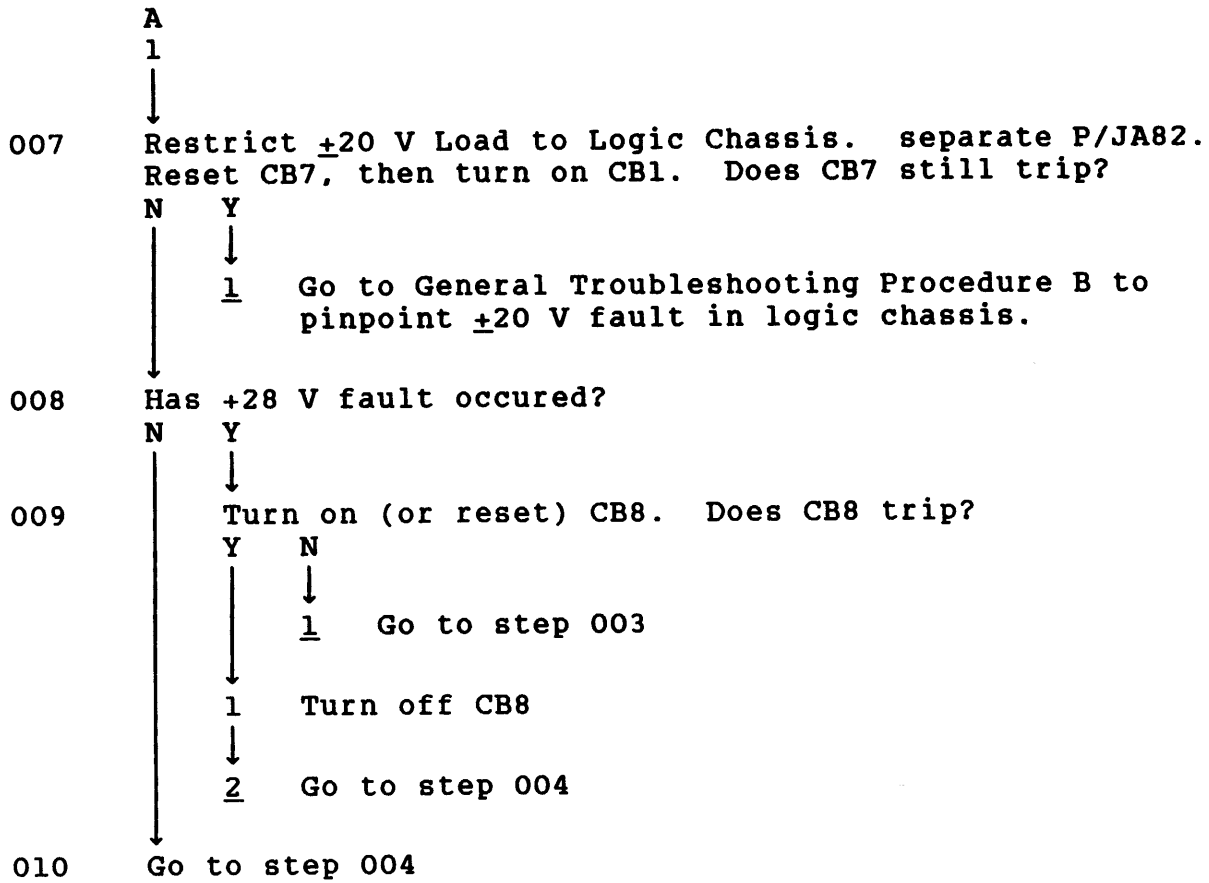 A
1
007 Restrict ±20 V Load to Logic Chassis. separate P/JA82.
Reset CB7, then turn on CB1. Does CB7 still trip?
N Y
1 Go to General Troubleshooting Procedure B to
pinpoint ±20 V fault in logic chassis.
008 Has +28 V fault occured?
N Y
009 Turn on (or reset) CB8. Does CB8 trip?
Y N
1 Go to step 003
1 Turn off CB8
2 Go to step 004
010 Go to step 004